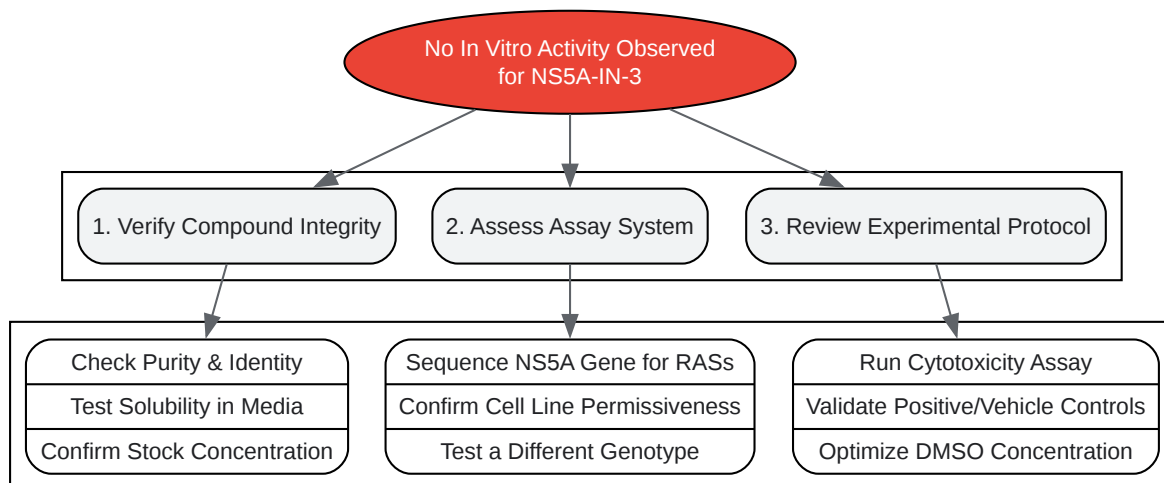 No In Vitro Activity Observed
for NS5A-IN-3
1. Verify Compound Integrity
2. Assess Assay System
3. Review Experimental Protocol
Check Purity & Identity
Test Solubility in Media
Confirm Stock Concentration
Sequence NS5A Gene for RASs
Confirm Cell Line Permissiveness
Test a Different Genotype
Run Cytotoxicity Assay
Validate Positive/Vehicle Controls
Optimize DMSO Concentration